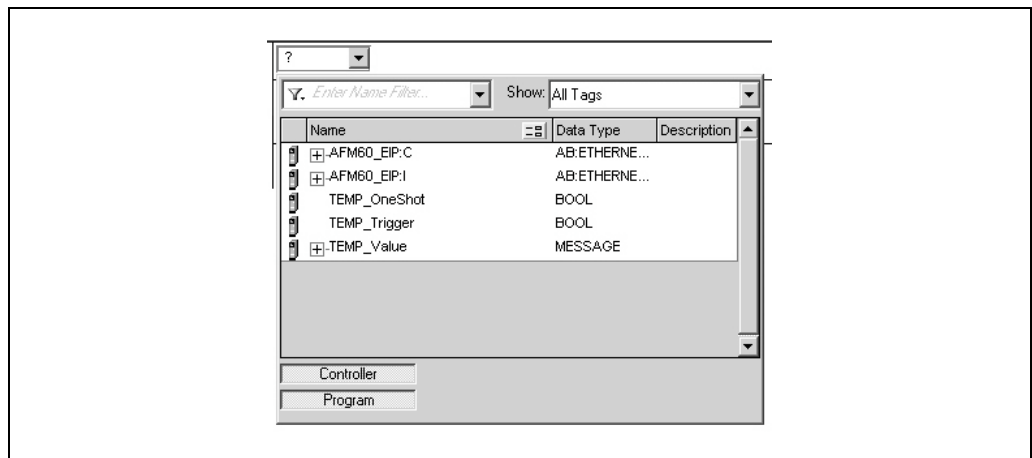 ?
Enter Name Filter... Show: All Tags
Name Data Type Description
AFM60_EIP:C AB:ETHERNE...
AFM60_EIP:I AB:ETHERNE...
TEMP_OneShot BOOL
TEMP_Trigger BOOL
TEMP_Value MESSAGE
Controller
Program